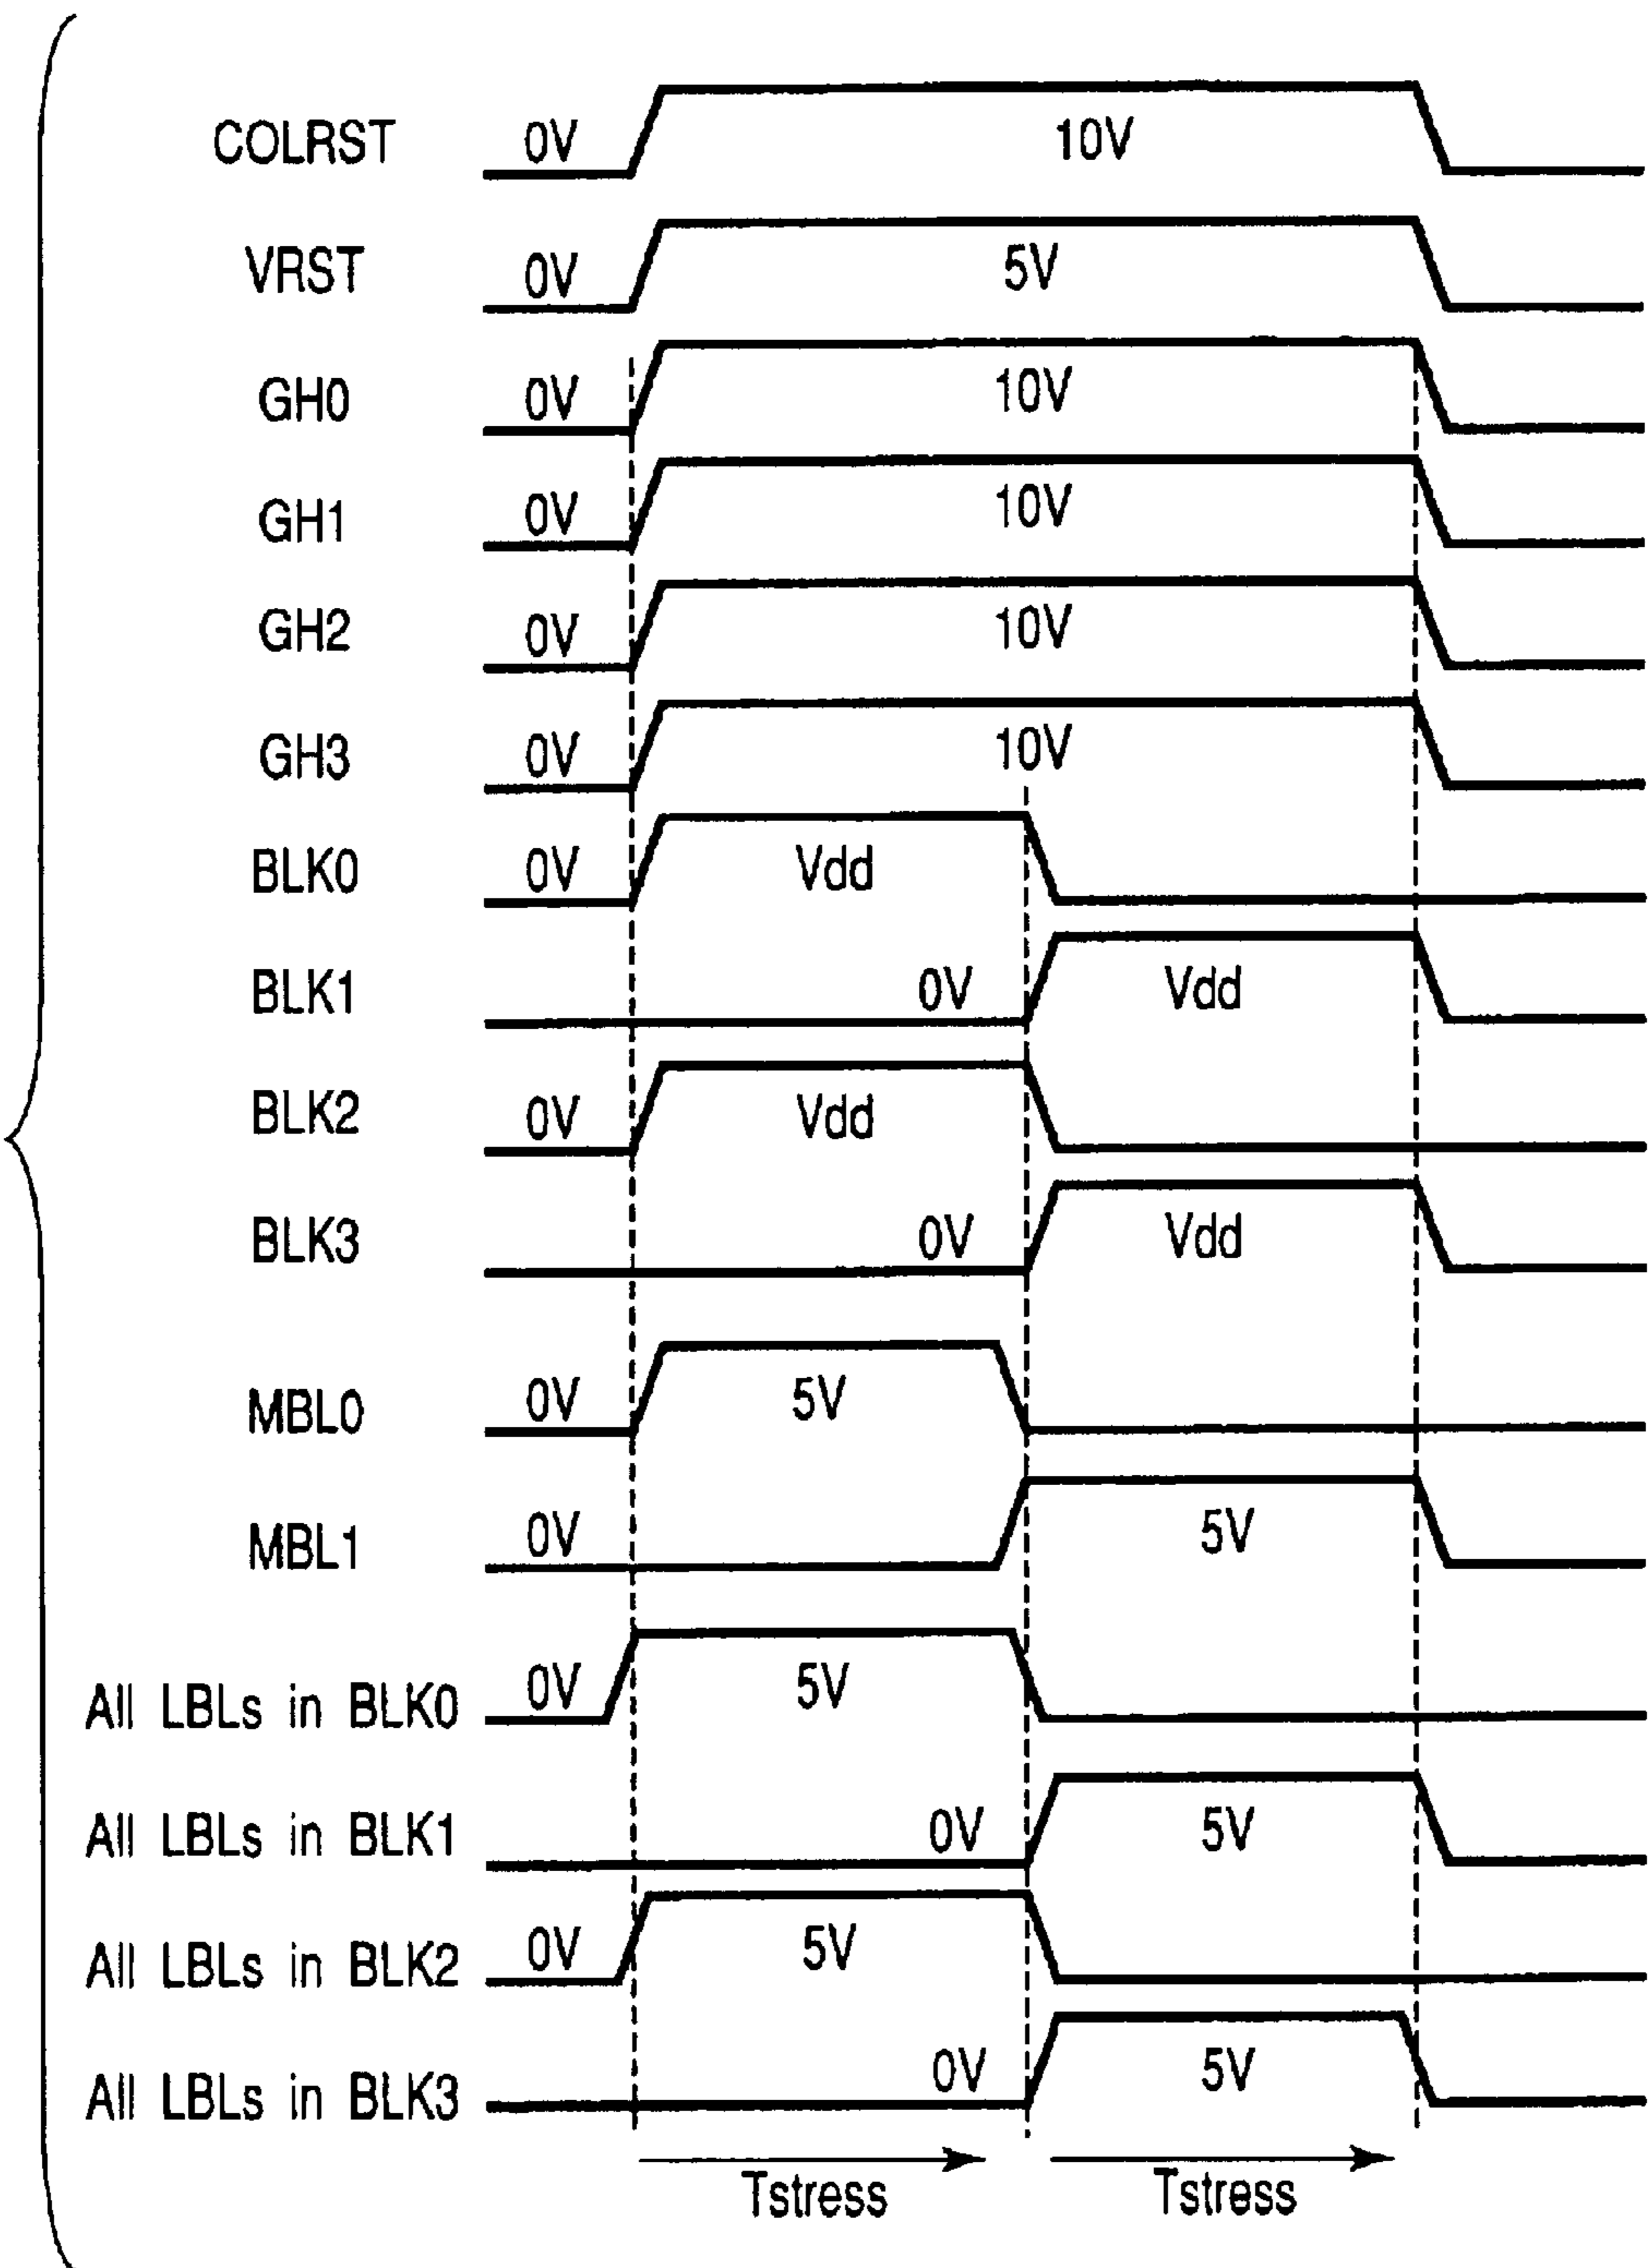 COLRST 0V 10V
VRST 0V 5V
GH0 0V 10V
GH1 0V 10V
GH2 0V 10V
GH3 0V 10V
BLK0 0V Vdd
BLK1 0V Vdd
BLK2 0V Vdd
BLK3 0V Vdd
MBL0 0V 5V
MBL1 0V 5V
All LBLs in BLK0 0V 5V
All LBLs in BLK1 0V 5V
All LBLs in BLK2 0V 5V
All LBLs in BLK3 0V 5V
Tstress Tstress